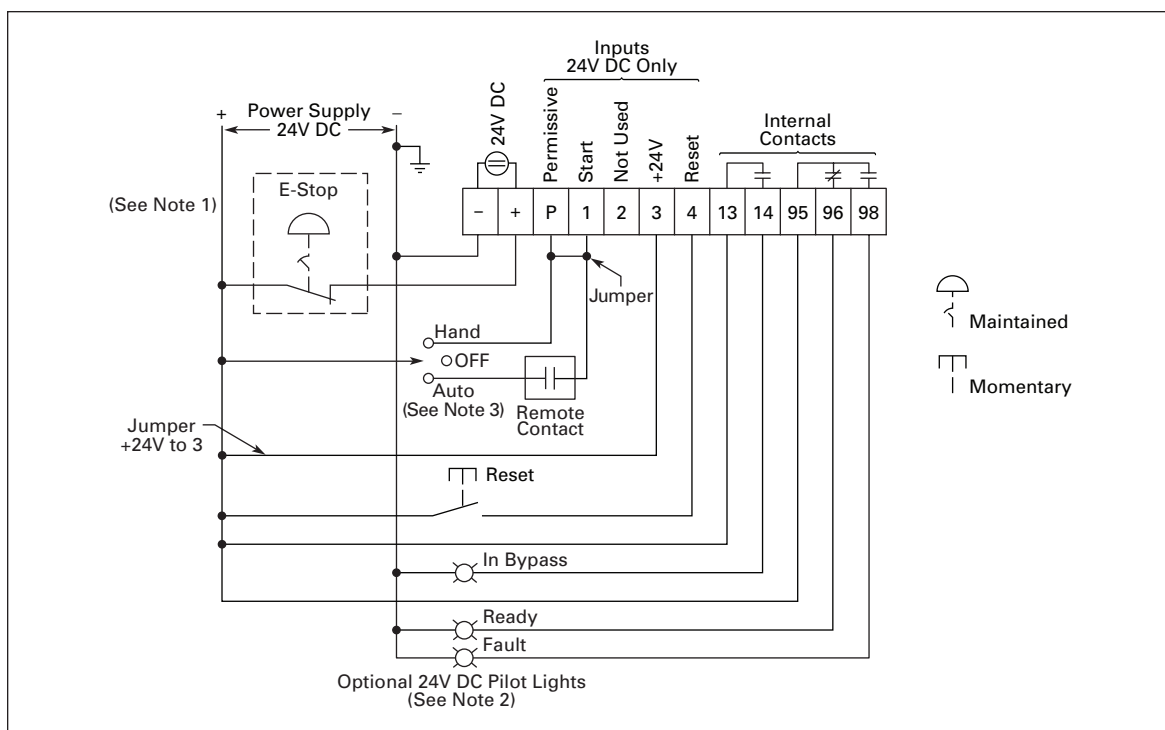 Inputs
24V DC Only
+
Power Supply
24V DC
−
24V DC
Permissive
Start
Not Used
+24V
Reset
Internal
Contacts
(See Note 1)
E-Stop
− + P 1 2 3 4 13 14 95 96 98
Jumper
Hand
OFF
Auto
(See Note 3)
Remote
Contact
Maintained
Momentary
Jumper
+24V to 3
Reset
In Bypass
Ready
Fault
Optional 24V DC Pilot Lights
(See Note 2)